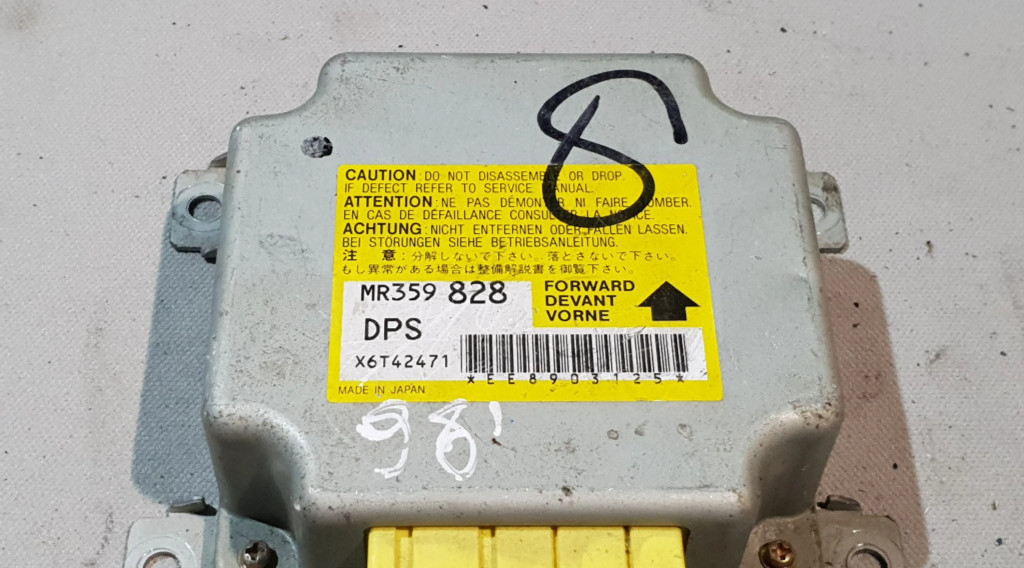 8
CAUTION: DO NOT DISASSEMBLE OR DROP.
IF DEFECT REFER TO SERVICE MANUAL.
ATTENTION: NE PAS DÉMONTER NI FAIRE TOMBER.
EN CAS DE DÉFAILLANCE CONSULTER LA NOTICE.
ACHTUNG: NICHT ENTFERNEN ODER FALLEN LASSEN.
BEI STÖRUNGEN SIEHE BETRIEBSANLEITUNG.
注 意:分解しないで下さい。落とさないで下さい。
もし異常がある場合は整備解説書を御覧下さい。
MR359 828
FORWARD
DEVANT
VORNE
DPS
X6T42471
*EE8903125*
MADE IN JAPAN
98'